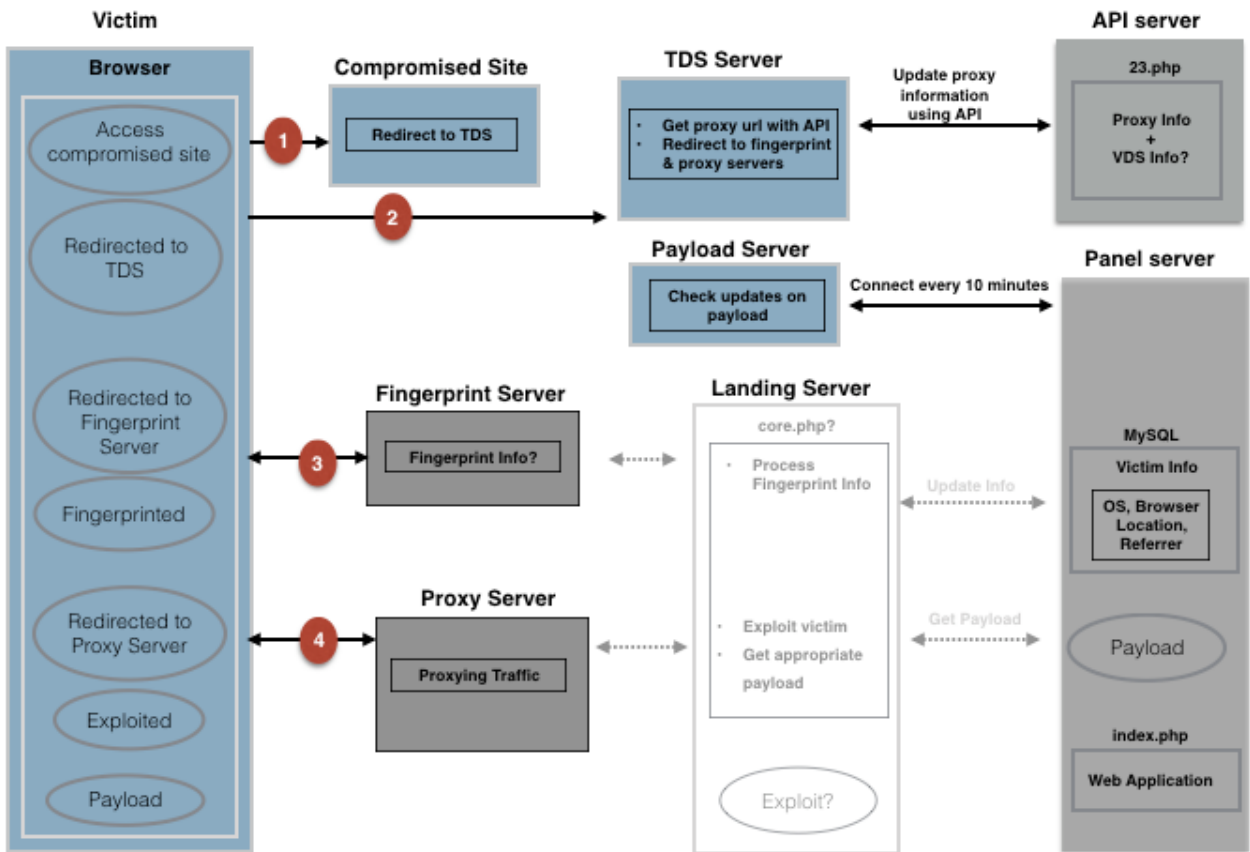 Victim
Browser
Access
compromised site
Redirected to
TDS
Redirected to
Fingerprint
Server
Fingerprinted
Redirected to
Proxy Server
Exploited
Payload
1
2
3
4
Compromised Site
Redirect to TDS
TDS Server
• Get proxy url with API
• Redirect to fingerprint
& proxy servers
Update proxy
information
using API
API server
23.php
Proxy Info
+
VDS Info?
Payload Server
Check updates on
payload
Connect every 10 minutes
Panel server
Fingerprint Server
Fingerprint Info?
Landing Server
core.php?
• Process
Fingerprint Info
• Exploit victim
• Get appropriate
payload
Exploit?
Update Info
Get Payload
Proxy Server
Proxying Traffic
MySQL
Victim Info
OS, Browser
Location,
Referrer
Payload
index.php
Web Application